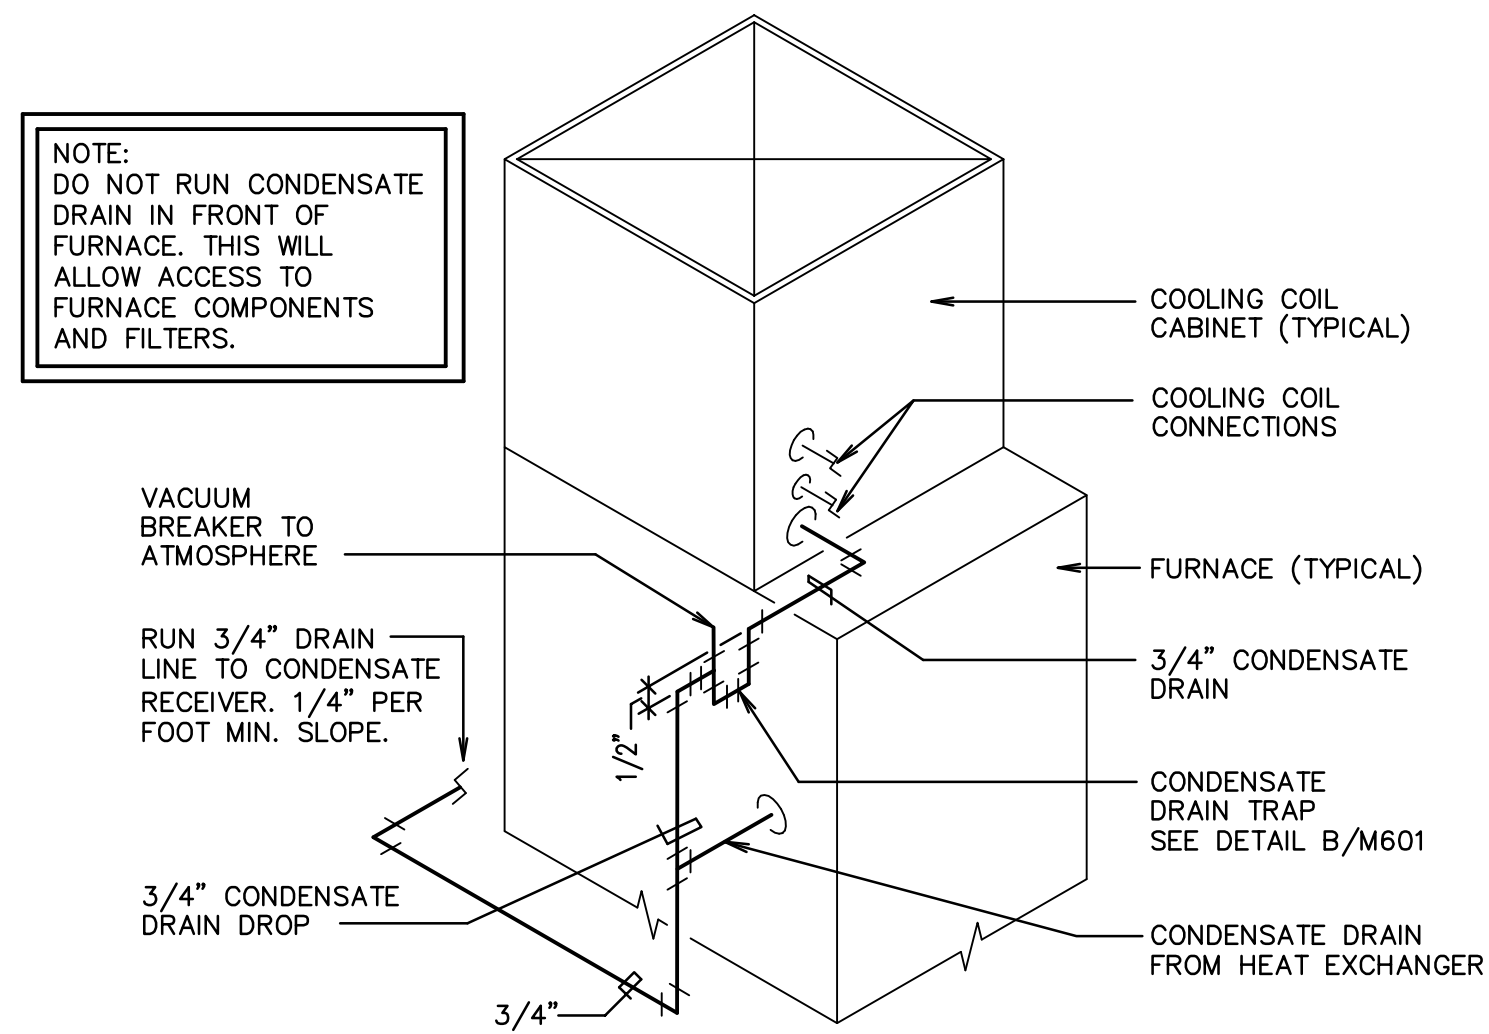 NOTE:
DO NOT RUN CONDENSATE
DRAIN IN FRONT OF
FURNACE. THIS WILL
ALLOW ACCESS TO
FURNACE COMPONENTS
AND FILTERS.
COOLING COIL
CABINET (TYPICAL)
COOLING COIL
CONNECTIONS
VACUUM
BREAKER TO
ATMOSPHERE
FURNACE (TYPICAL)
RUN 3/4” DRAIN
LINE TO CONDENSATE
RECEIVER. 1/4” PER
FOOT MIN. SLOPE.
3/4” CONDENSATE
DRAIN
1/2”
CONDENSATE
DRAIN TRAP
SEE DETAIL B/M601
3/4” CONDENSATE
DRAIN DROP
CONDENSATE DRAIN
FROM HEAT EXCHANGER
3/4”